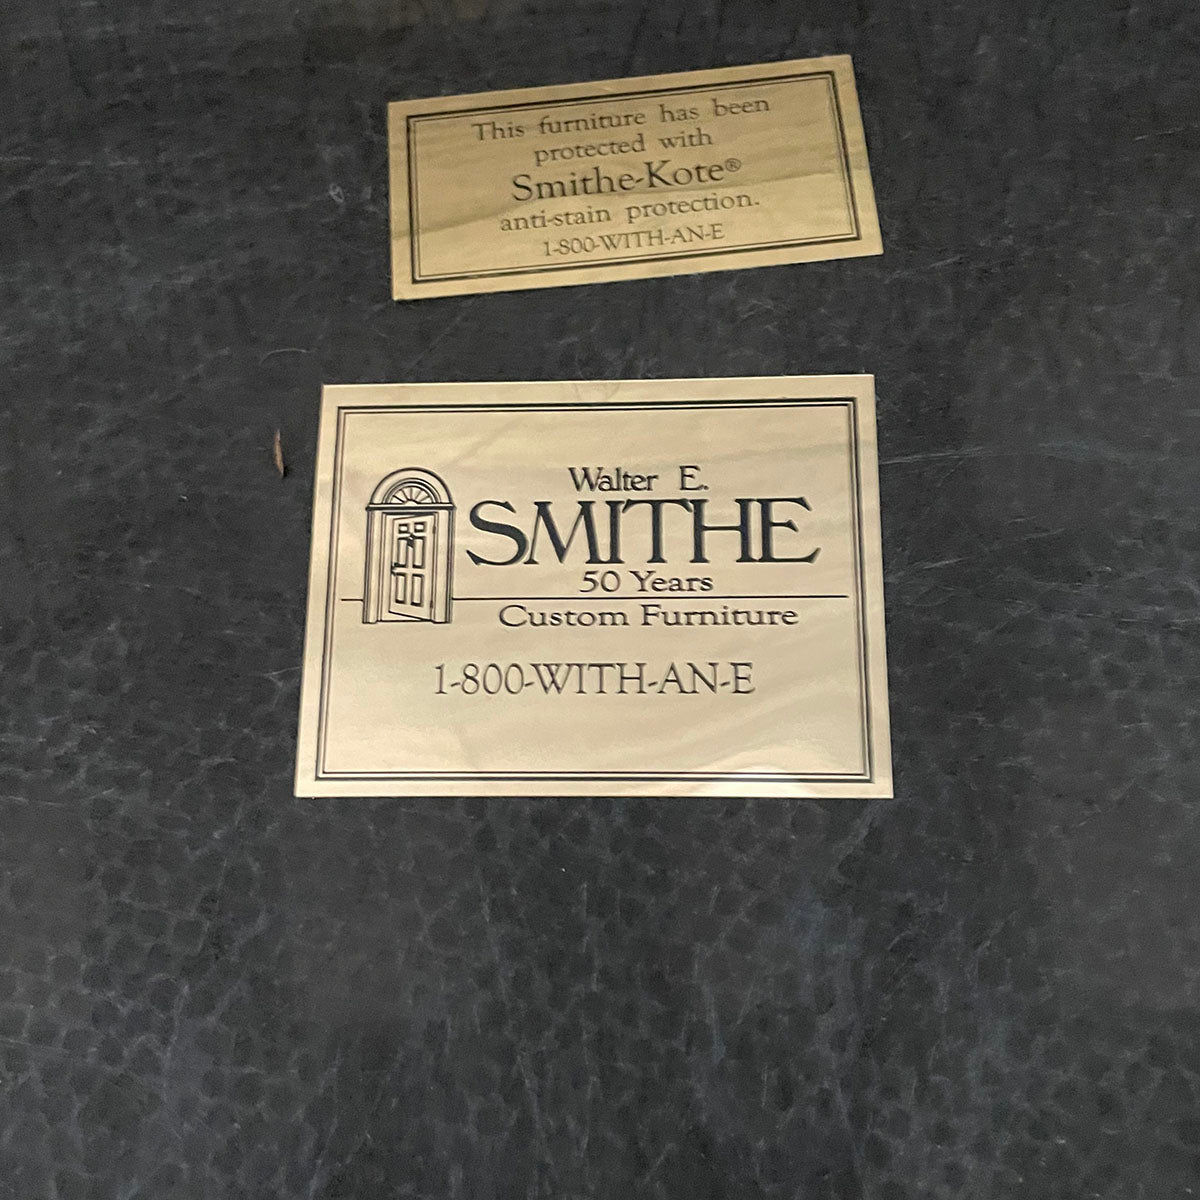 This furniture has been
protected with
Smithe-Kote®
anti-stain protection.
1-800-WITH-AN-E
Walter E.
SMITHE
50 Years
Custom Furniture
1-800-WITH-AN-E